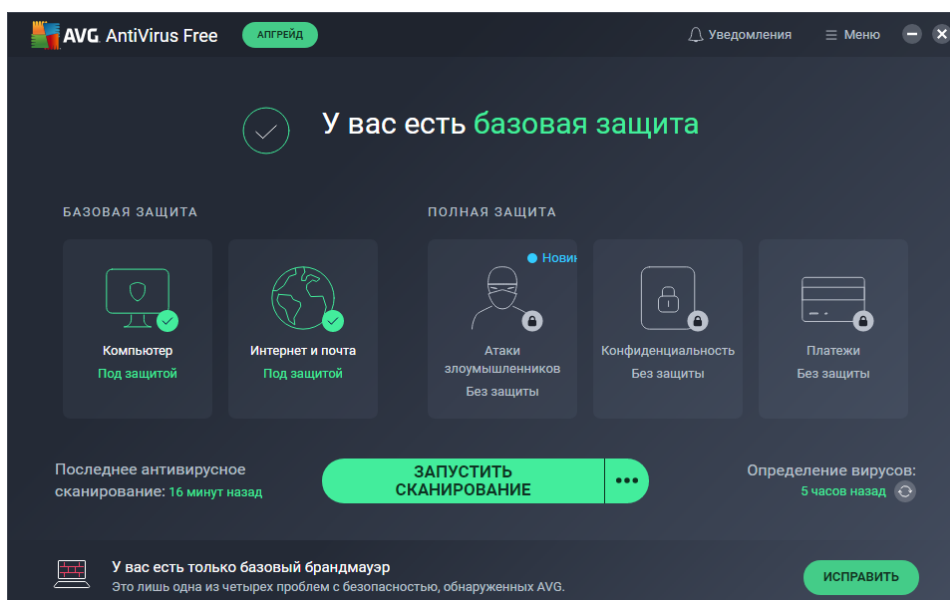 AVG AntiVirus Free АПГРЕЙД Уведомления Меню
У вас есть базовая защита
БАЗОВАЯ ЗАЩИТА
ПОЛНАЯ ЗАЩИТА
Компьютер
Под защитой
Интернет и почта
Под защитой
Новин
Атаки
злоумышленников
Без защиты
Конфиденциальность
Без защиты
Платежи
Без защиты
Последнее антивирусное
сканирование: 16 минут назад
ЗАПУСТИТЬ
СКАНИРОВАНИЕ
Определение вирусов:
5 часов назад
У вас есть только базовый брандмауэр
Это лишь одна из четырех проблем с безопасностью, обнаруженных AVG.
ИСПРАВИТЬ